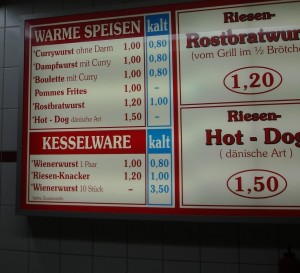 WARME SPEISEN kalt
'Currywurst ohne Darm 1,00 0,80
'Dampfwurst mit Curry 1,00 0,80
'Boulette mit Curry 1,00 0,80
Pommes Frites 1,00 –
'Rostbratwurst 1,20 1,00
'Hot - Dog dänische Art 1,50 –
KESSELWARE kalt
'Wienerwurst 1 Paar 1,00 0,80
'Riesen-Knacker 1,20 1,00
'Wienerwurst 10 Stück – 3,50
Riesen-
Rostbratwur
(vom Grill im ½ Brötche
1,20
Riesen-
Hot - Dog
( dänische Art )
1,50